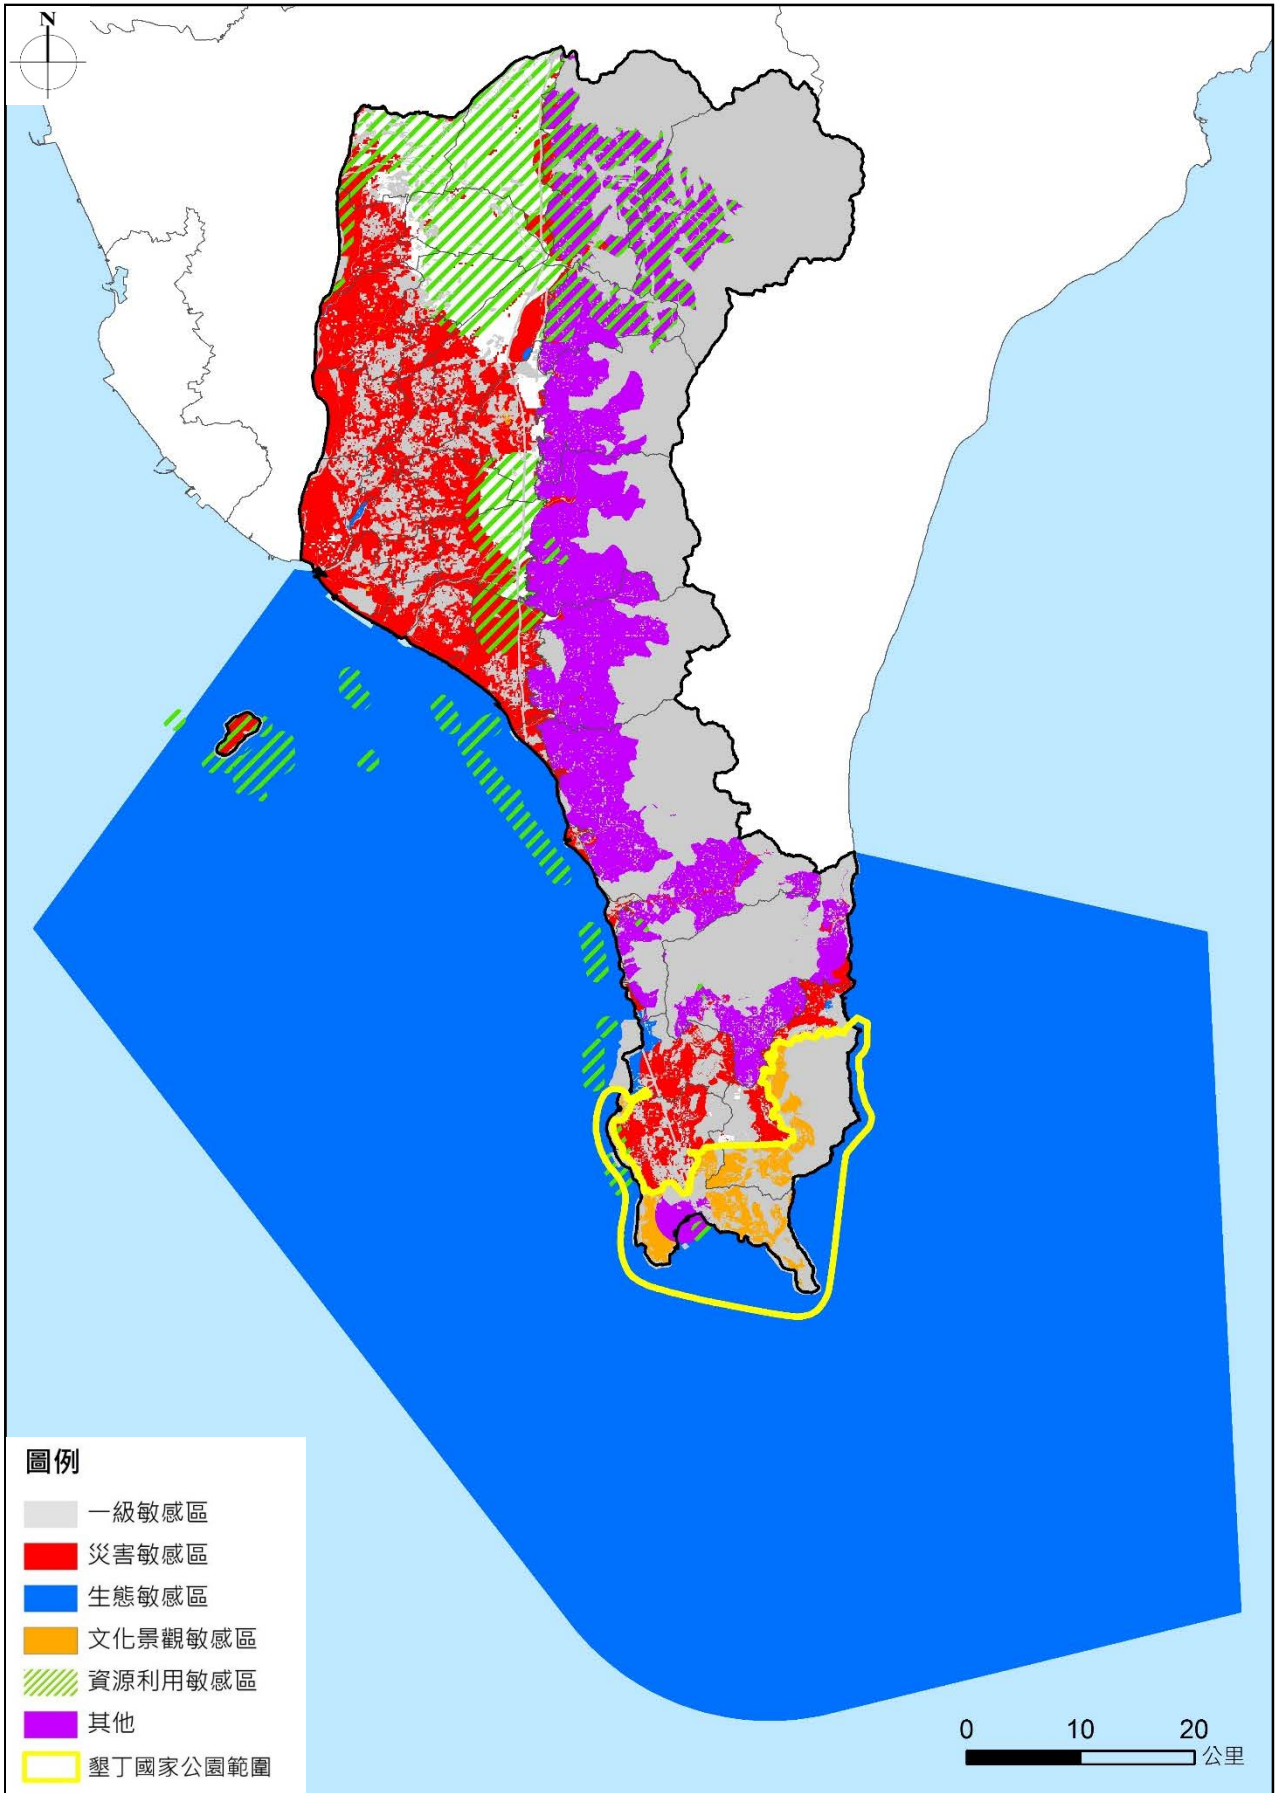 N
圖例
一級敏感區
災害敏感區
生態敏感區
文化景觀敏感區
資源利用敏感區
其他
墾丁國家公園範圍
0 10 20
公里